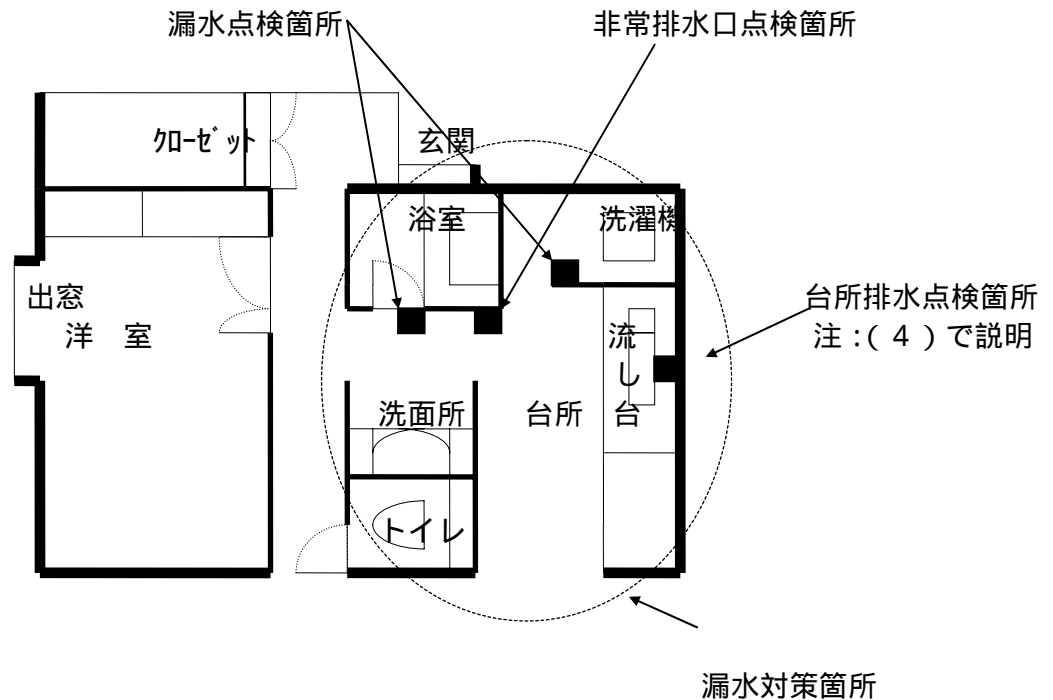 漏水点検箇所
非常排水口点検箇所
クローゼット
玄関
浴室
洗濯機
出窓
洋 室
台所排水点検箇所
注:(4)で説明
流し台
洗面所
台所
トイレ
漏水対策箇所